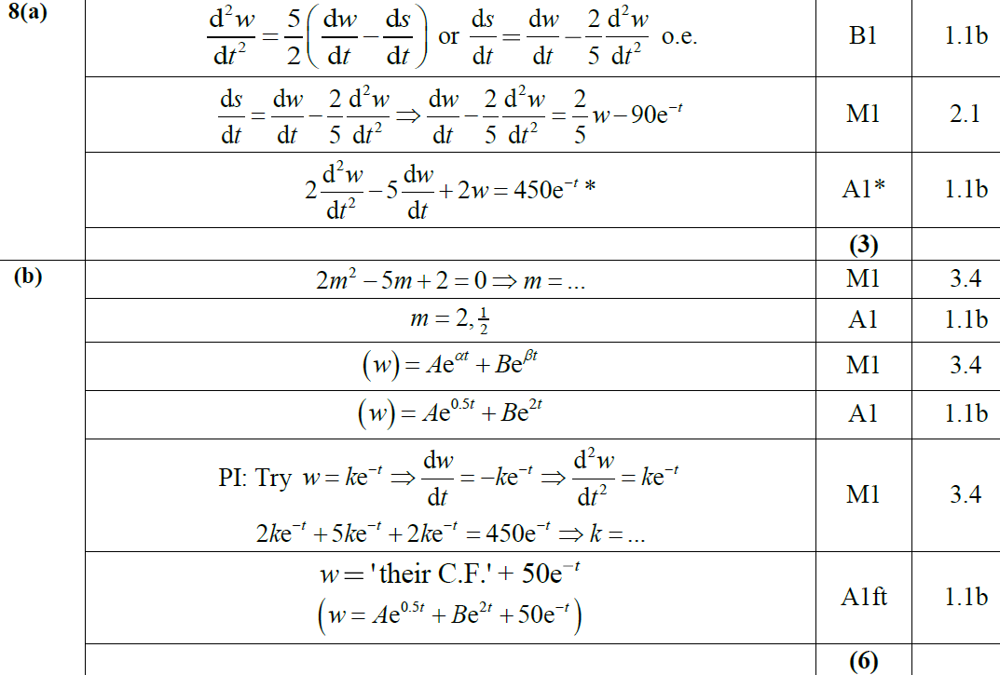 8(a) d²w/dt² = 5/2(dw/dt − ds/dt) or ds/dt = dw/dt − 2/5 d²w/dt² o.e. B1 1.1b
ds/dt = dw/dt − 2/5 d²w/dt² ⇒ dw/dt − 2/5 d²w/dt² = 2/5 w − 90e⁻ᵗ M1 2.1
2 d²w/dt² − 5 dw/dt + 2w = 450e⁻ᵗ * A1* 1.1b
(3)
(b) 2m² − 5m + 2 = 0 ⇒ m = ... M1 3.4
m = 2, ½ A1 1.1b
(w) = Ae^{αt} + Be^{βt} M1 3.4
(w) = Ae^{0.5t} + Be^{2t} A1 1.1b
PI: Try w = ke⁻ᵗ ⇒ dw/dt = −ke⁻ᵗ ⇒ d²w/dt² = ke⁻ᵗ
2ke⁻ᵗ + 5ke⁻ᵗ + 2ke⁻ᵗ = 450e⁻ᵗ ⇒ k = ... M1 3.4
w = 'their C.F.' + 50e⁻ᵗ
(w = Ae^{0.5t} + Be^{2t} + 50e⁻ᵗ) A1ft 1.1b
(6)